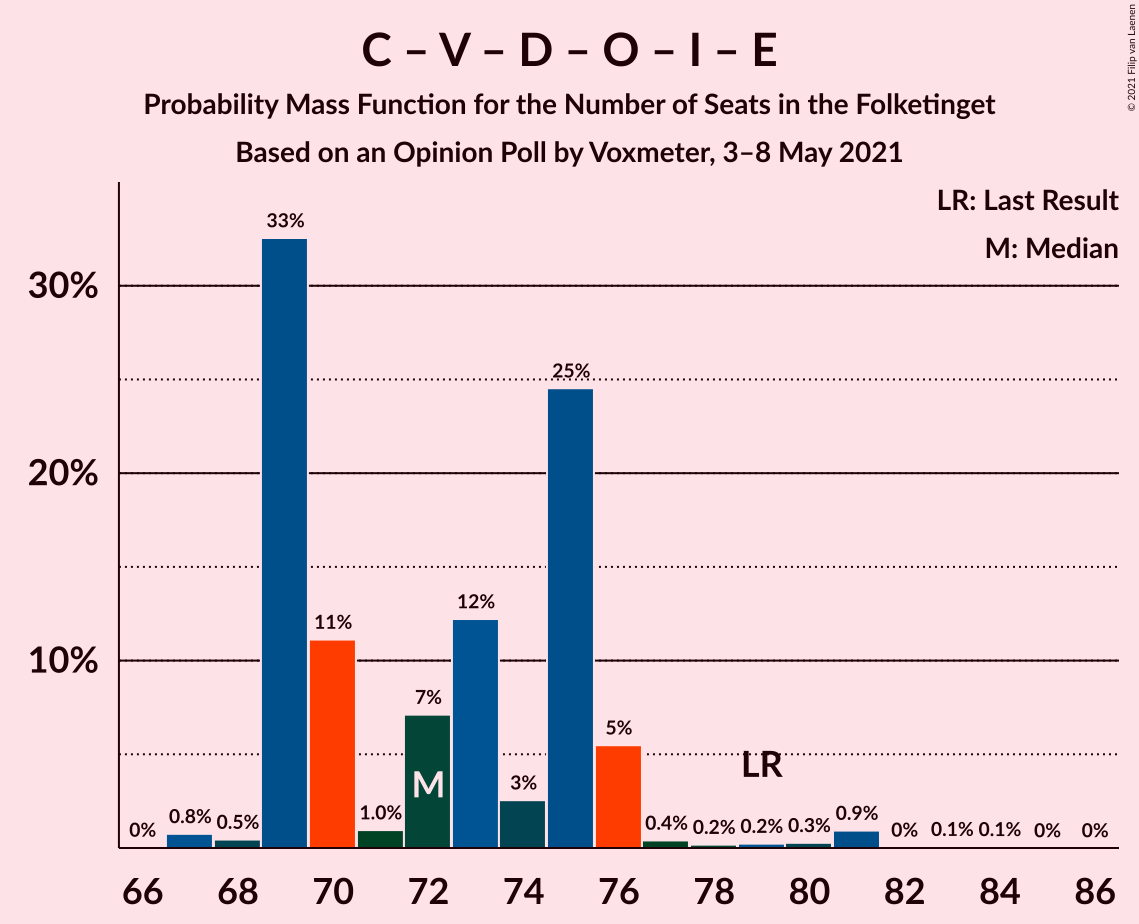 C – V – D – O – I – E
Probability Mass Function for the Number of Seats in the Folketinget
Based on an Opinion Poll by Voxmeter, 3–8 May 2021
© 2021 Filip van Laenen
LR: Last Result
M: Median
33%
30%
25%
20%
12%
11%
10%
7%
5%
LR
M
3%
0% 0.8% 0.5% 1.0% 0.4% 0.2% 0.2% 0.3% 0.9% 0% 0.1% 0.1% 0% 0%
66 68 70 72 74 76 78 80 82 84 86